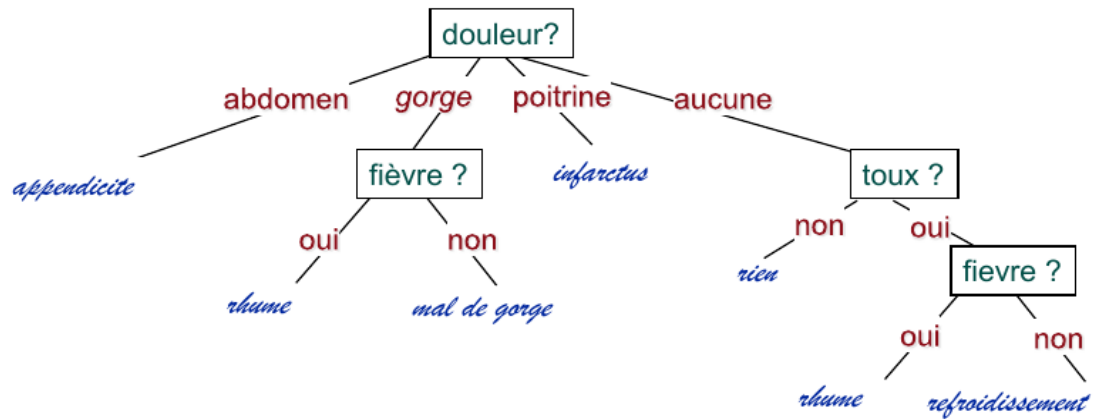 douleur?
abdomen gorge poitrine aucune
appendicite fièvre ? infarctus toux ?
oui non non oui
rhume mal de gorge rien fievre ?
oui non
rhume refroidissement